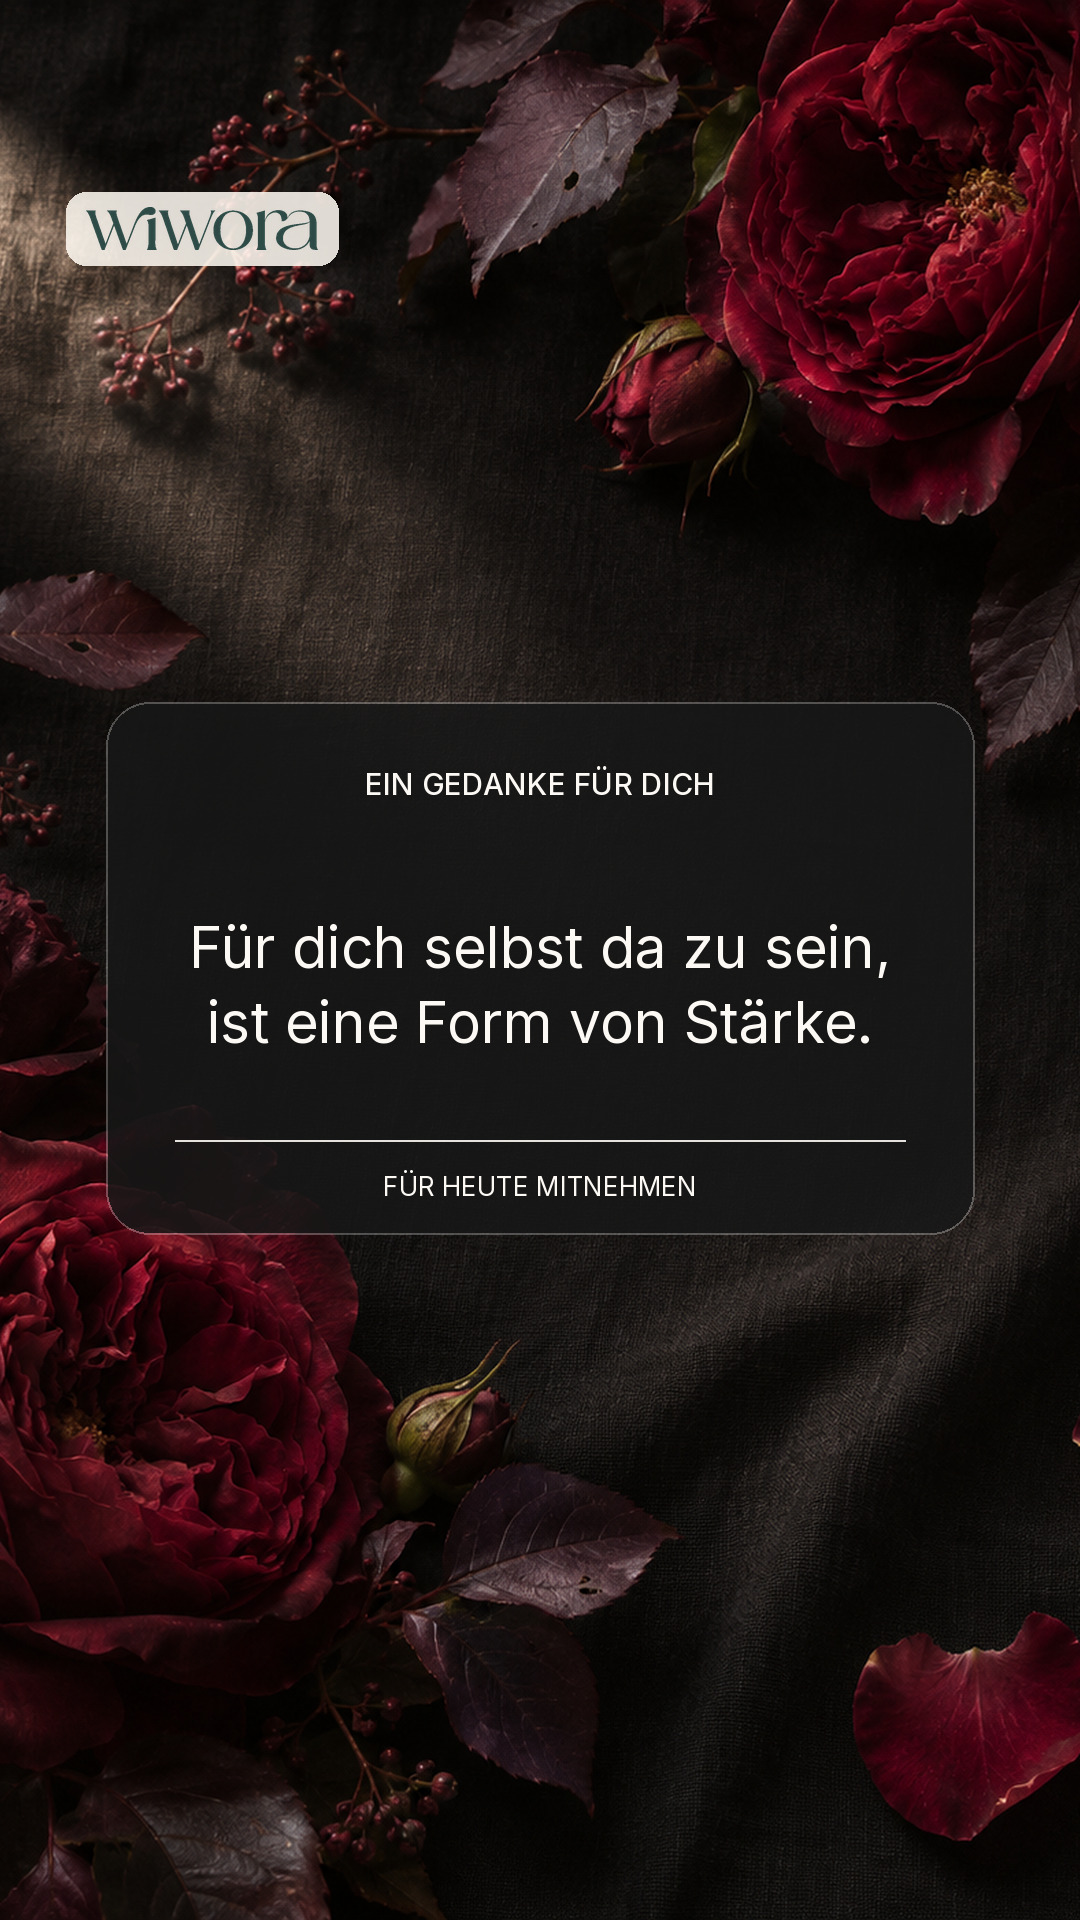 wiwora
EIN GEDANKE FÜR DICH
Für dich selbst da zu sein,
ist eine Form von Stärke.
FÜR HEUTE MITNEHMEN